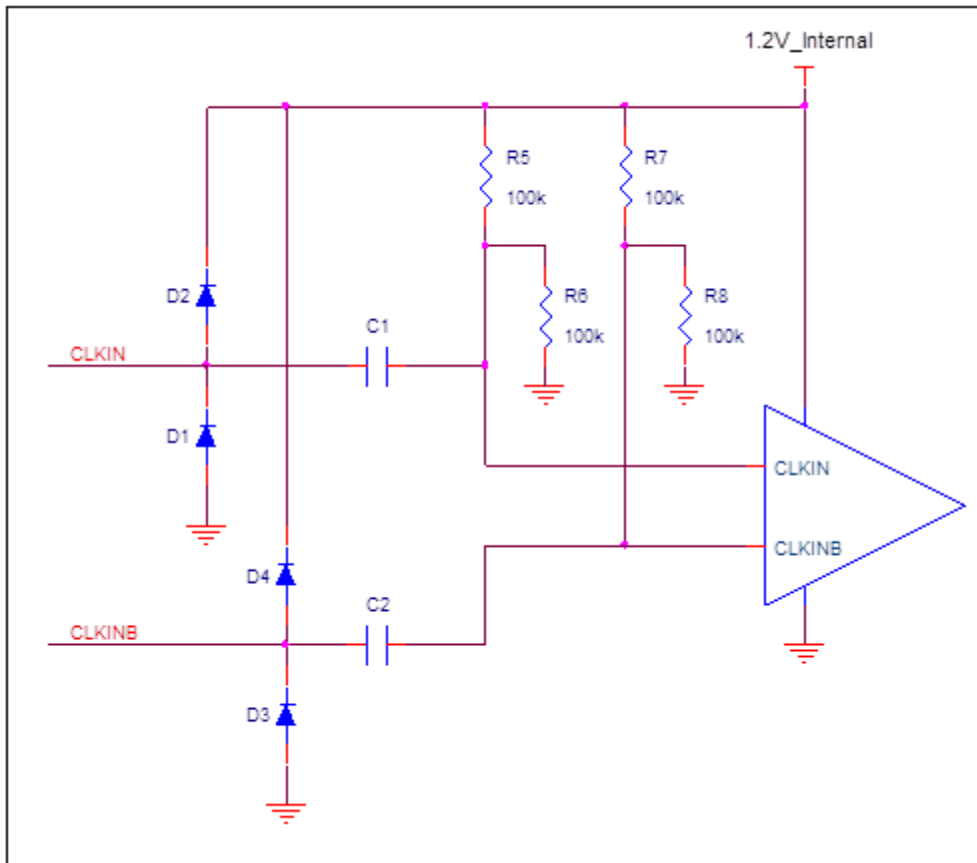 1.2V_Internal
R5
100k
R7
100k
D2
R6
100k
R8
100k
C1
CLKIN
D1
CLKIN
CLKINB
D4
C2
CLKINB
D3